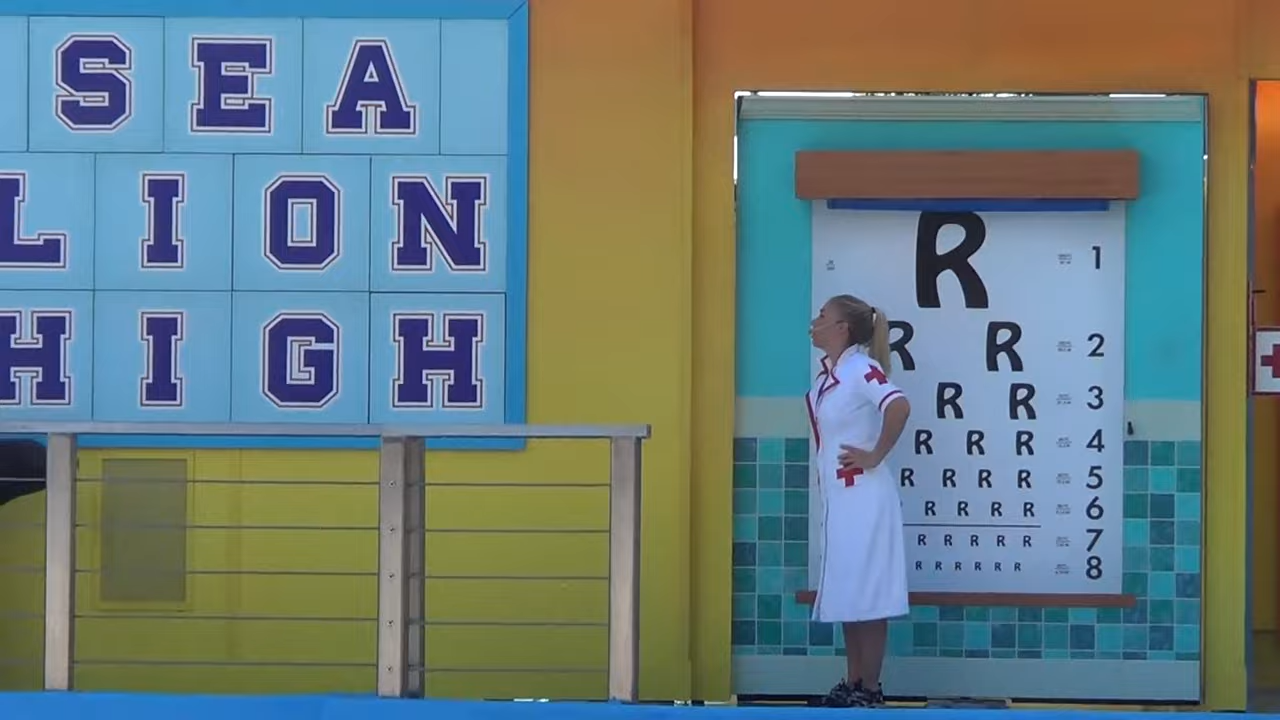 SEA
LION
HIGH
R 1
R R 2
R R 3
R R R 4
R R R R 5
R R R R 6
R R R R R 7
R R R R R R 8